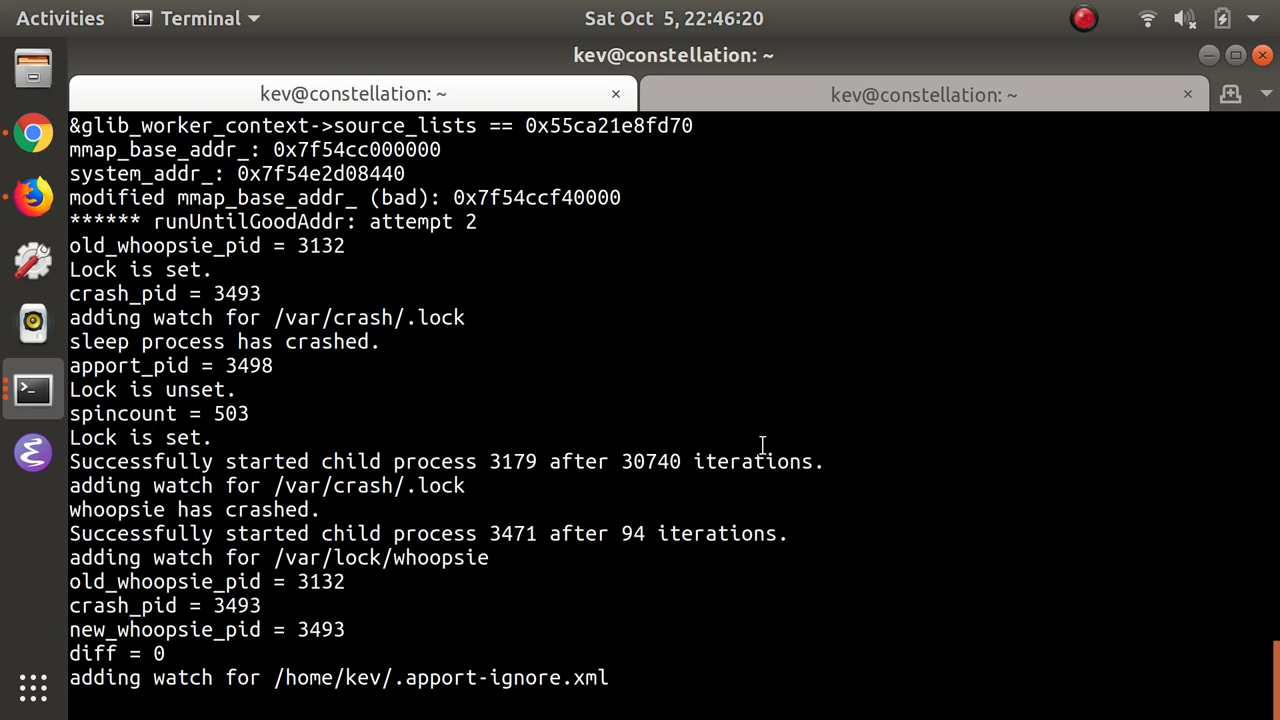 Activities
Terminal
Sat Oct 5, 22:46:20
kev@constellation: ~
kev@constellation: ~
kev@constellation: ~
&glib_worker_context->source_lists == 0x55ca21e8fd70
mmap_base_addr_: 0x7f54cc000000
system_addr_: 0x7f54e2d08440
modified mmap_base_addr_ (bad): 0x7f54ccf40000
****** runUntilGoodAddr: attempt 2
old_whoopsie_pid = 3132
Lock is set.
crash_pid = 3493
adding watch for /var/crash/.lock
sleep process has crashed.
apport_pid = 3498
Lock is unset.
spincount = 503
Lock is set.
Successfully started child process 3179 after 30740 iterations.
adding watch for /var/crash/.lock
whoopsie has crashed.
Successfully started child process 3471 after 94 iterations.
adding watch for /var/lock/whoopsie
old_whoopsie_pid = 3132
crash_pid = 3493
new_whoopsie_pid = 3493
diff = 0
adding watch for /home/kev/.apport-ignore.xml